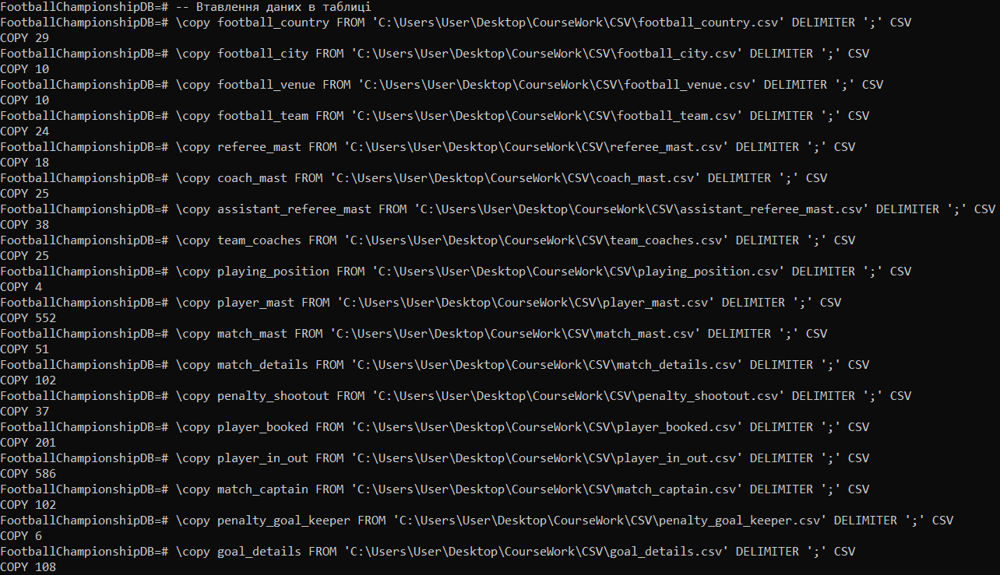 FootballChampionshipDB=# -- Втавлення даних в таблиці
FootballChampionshipDB=# \copy football_country FROM 'C:\Users\User\Desktop\CourseWork\CSV\football_country.csv' DELIMITER ';' CSV
COPY 29
FootballChampionshipDB=# \copy football_city FROM 'C:\Users\User\Desktop\CourseWork\CSV\football_city.csv' DELIMITER ';' CSV
COPY 10
FootballChampionshipDB=# \copy football_venue FROM 'C:\Users\User\Desktop\CourseWork\CSV\football_venue.csv' DELIMITER ';' CSV
COPY 10
FootballChampionshipDB=# \copy football_team FROM 'C:\Users\User\Desktop\CourseWork\CSV\football_team.csv' DELIMITER ';' CSV
COPY 24
FootballChampionshipDB=# \copy referee_mast FROM 'C:\Users\User\Desktop\CourseWork\CSV\referee_mast.csv' DELIMITER ';' CSV
COPY 18
FootballChampionshipDB=# \copy coach_mast FROM 'C:\Users\User\Desktop\CourseWork\CSV\coach_mast.csv' DELIMITER ';' CSV
COPY 25
FootballChampionshipDB=# \copy assistant_referee_mast FROM 'C:\Users\User\Desktop\CourseWork\CSV\assistant_referee_mast.csv' DELIMITER ';' CSV
COPY 38
FootballChampionshipDB=# \copy team_coaches FROM 'C:\Users\User\Desktop\CourseWork\CSV\team_coaches.csv' DELIMITER ';' CSV
COPY 25
FootballChampionshipDB=# \copy playing_position FROM 'C:\Users\User\Desktop\CourseWork\CSV\playing_position.csv' DELIMITER ';' CSV
COPY 4
FootballChampionshipDB=# \copy player_mast FROM 'C:\Users\User\Desktop\CourseWork\CSV\player_mast.csv' DELIMITER ';' CSV
COPY 552
FootballChampionshipDB=# \copy match_mast FROM 'C:\Users\User\Desktop\CourseWork\CSV\match_mast.csv' DELIMITER ';' CSV
COPY 51
FootballChampionshipDB=# \copy match_details FROM 'C:\Users\User\Desktop\CourseWork\CSV\match_details.csv' DELIMITER ';' CSV
COPY 102
FootballChampionshipDB=# \copy penalty_shootout FROM 'C:\Users\User\Desktop\CourseWork\CSV\penalty_shootout.csv' DELIMITER ';' CSV
COPY 37
FootballChampionshipDB=# \copy player_booked FROM 'C:\Users\User\Desktop\CourseWork\CSV\player_booked.csv' DELIMITER ';' CSV
COPY 201
FootballChampionshipDB=# \copy player_in_out FROM 'C:\Users\User\Desktop\CourseWork\CSV\player_in_out.csv' DELIMITER ';' CSV
COPY 586
FootballChampionshipDB=# \copy match_captain FROM 'C:\Users\User\Desktop\CourseWork\CSV\match_captain.csv' DELIMITER ';' CSV
COPY 102
FootballChampionshipDB=# \copy penalty_goal_keeper FROM 'C:\Users\User\Desktop\CourseWork\CSV\penalty_goal_keeper.csv' DELIMITER ';' CSV
COPY 6
FootballChampionshipDB=# \copy goal_details FROM 'C:\Users\User\Desktop\CourseWork\CSV\goal_details.csv' DELIMITER ';' CSV
COPY 108